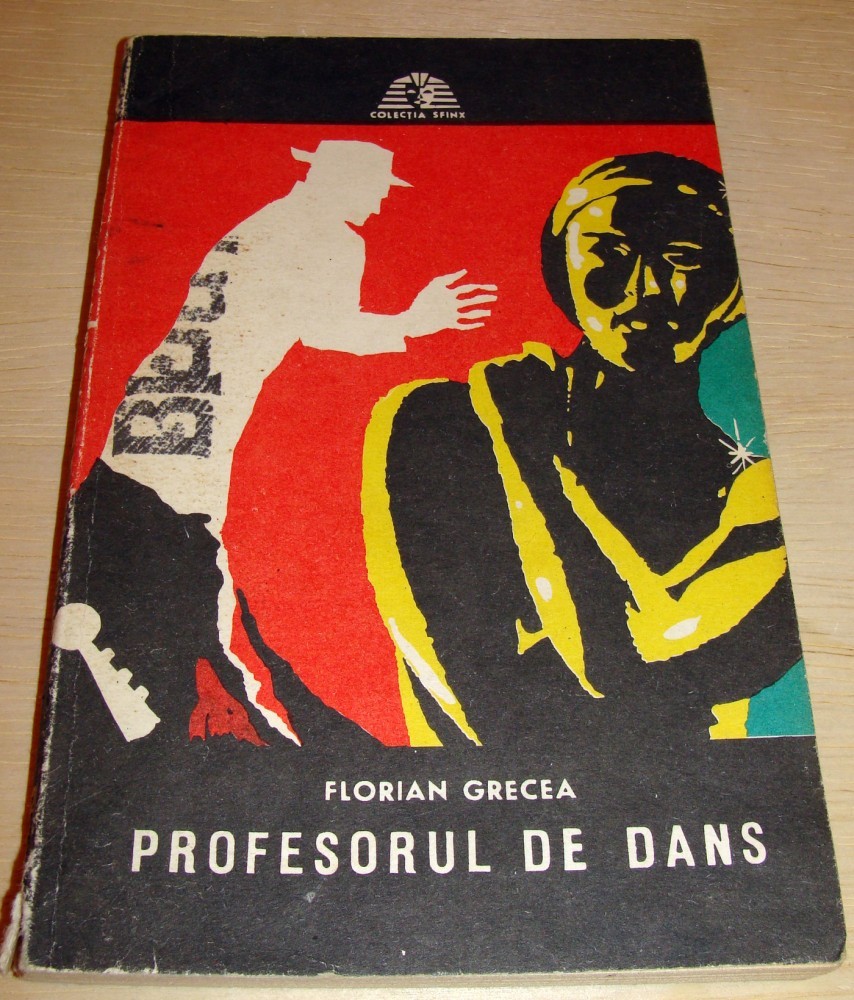 COLECȚIA SFINX
FLORIAN GRECEA
PROFESORUL DE DANS